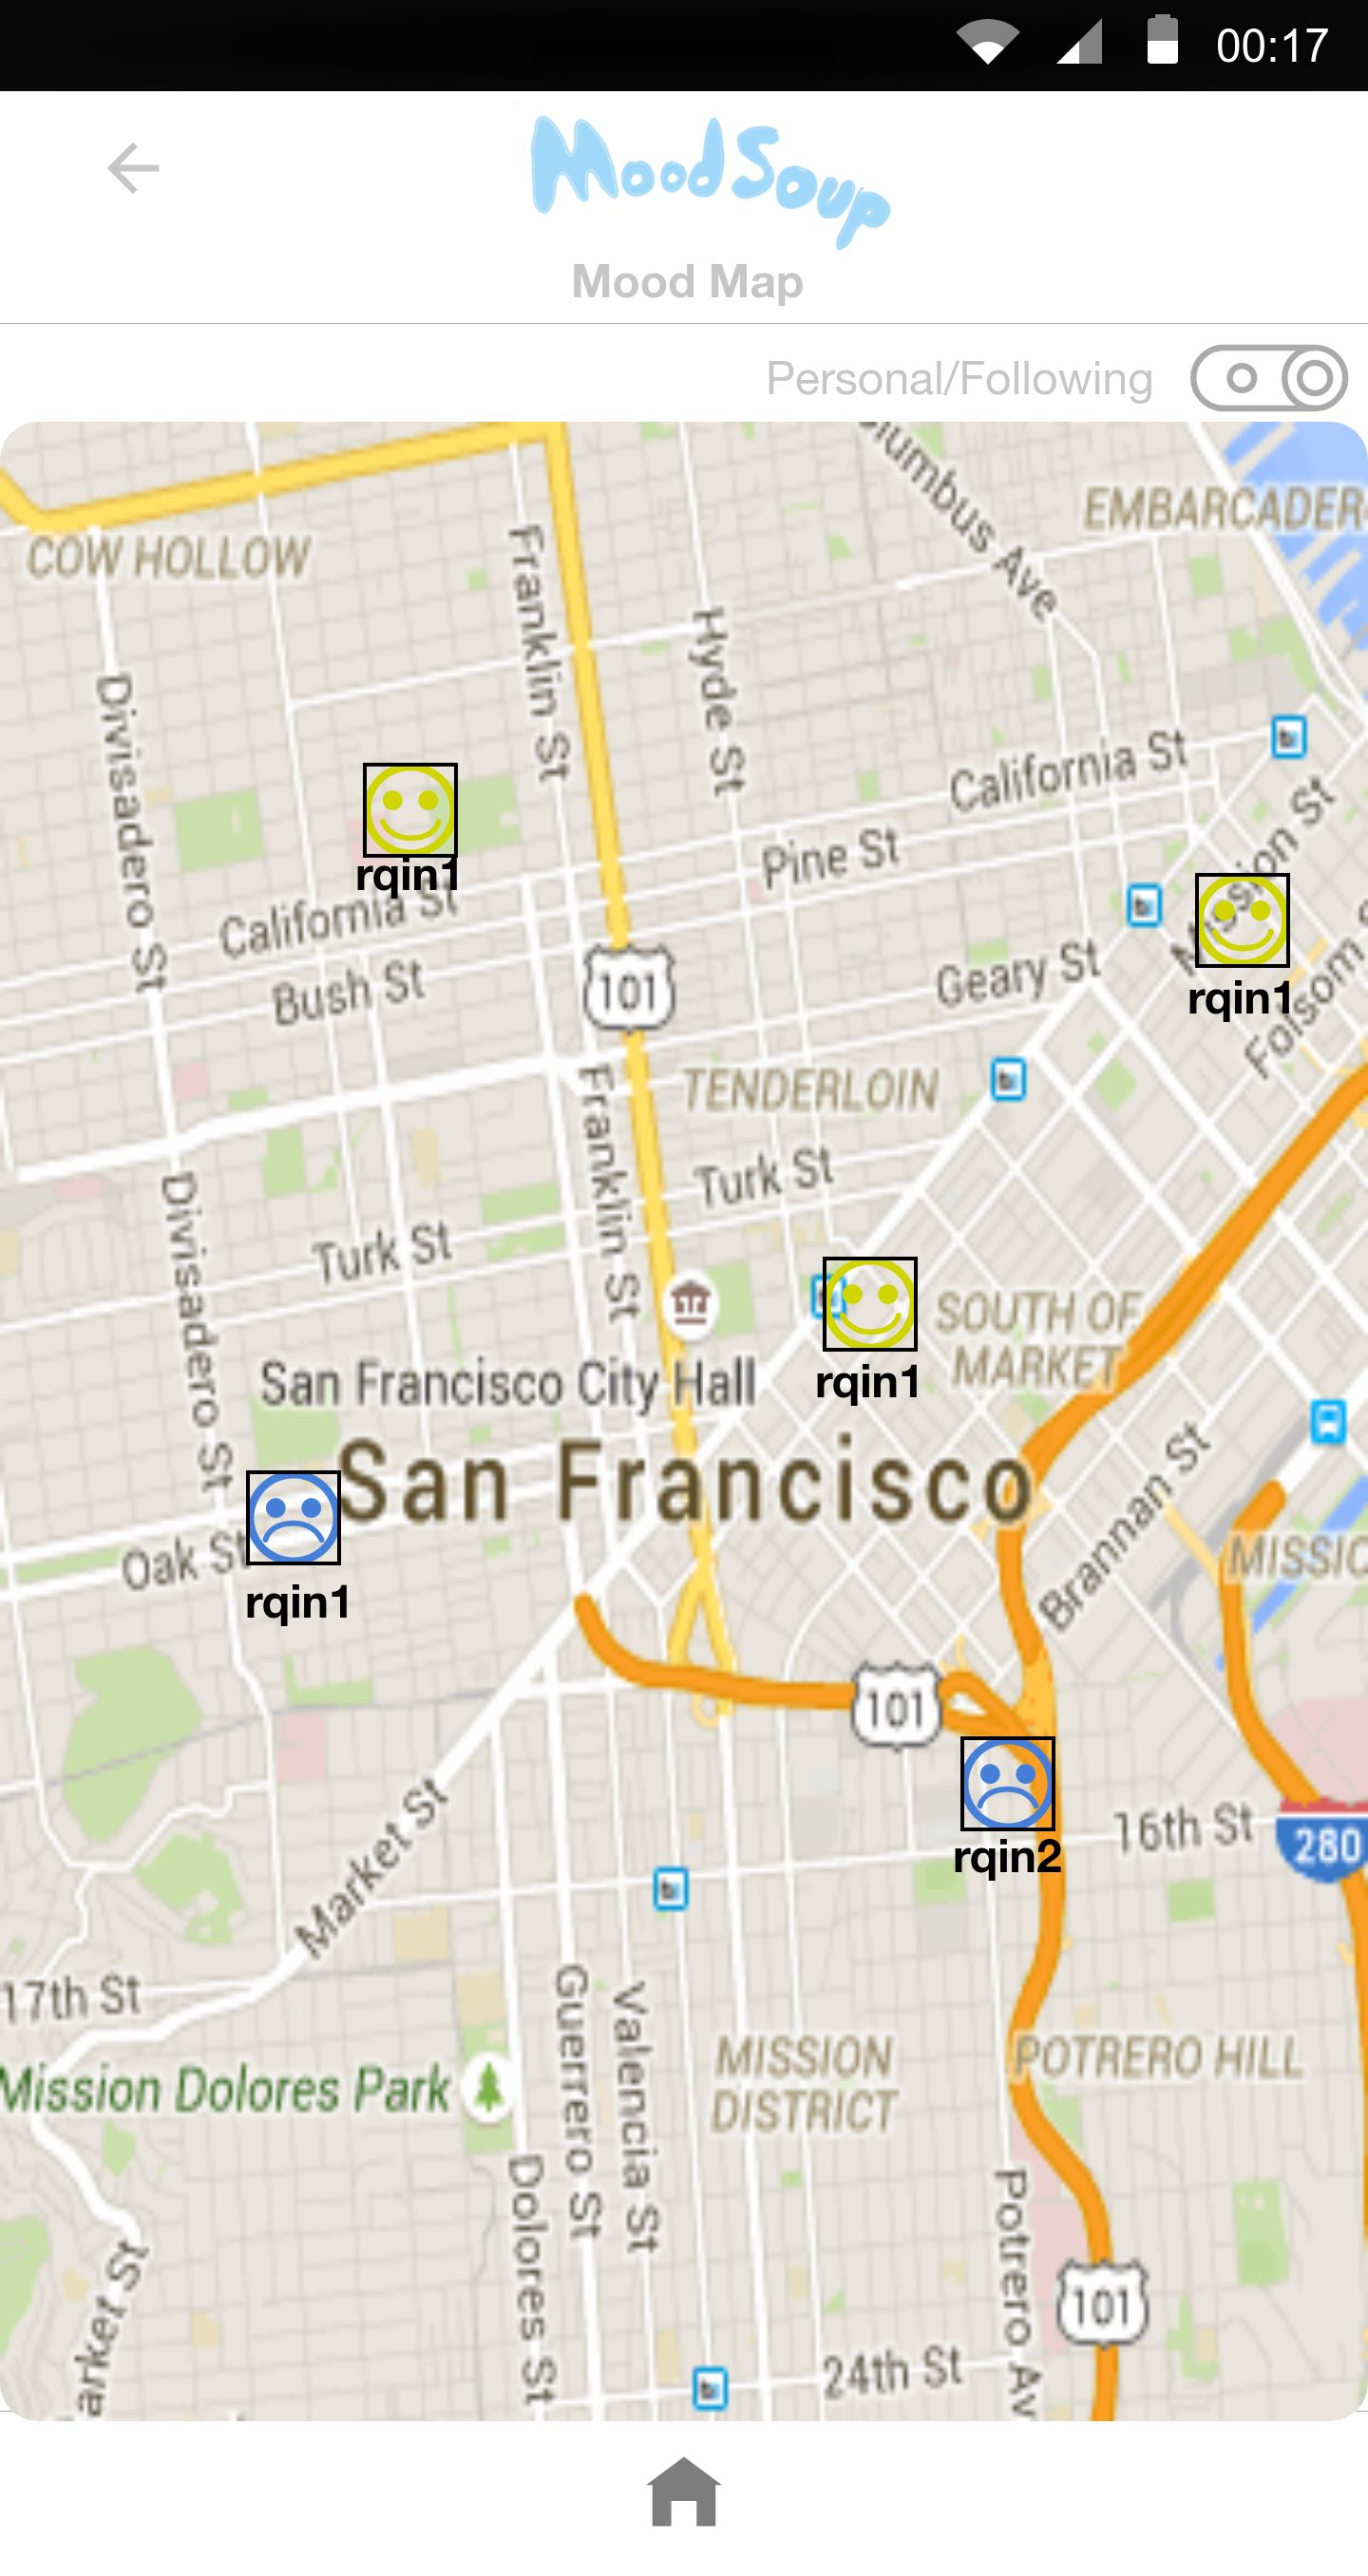 00:17
MoodSoup
Mood Map
Personal/Following
EMBARCADER
COW HOLLOW
Franklin St
Hyde St
Divisadero St
California St
Mission St
Pine St
rqin1
California St
Bush St
Geary St
rqin1
Folsom
101
TENDERLOIN
Franklin St
Turk St
Divisadero St
Turk St
SOUTH OF
MARKET
San Francisco City Hall
rqin1
San Francisco
Brannan St
Oak St
MISSIC
rqin1
101
16th St
280
rqin2
Market St
17th St
Guerrero St
Valencia St
MISSION
DISTRICT
POTRERO HILL
Mission Dolores Park
Dolores St
Potrero Av
101
24th St